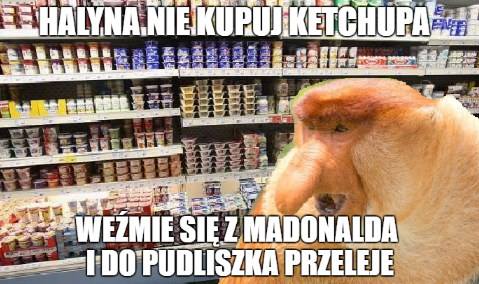 HALYNA NIE KUPUJ KETCHUPA
WEŹMIE SIĘ Z MADONALDA
I DO PUDLISZKA PRZELEJE